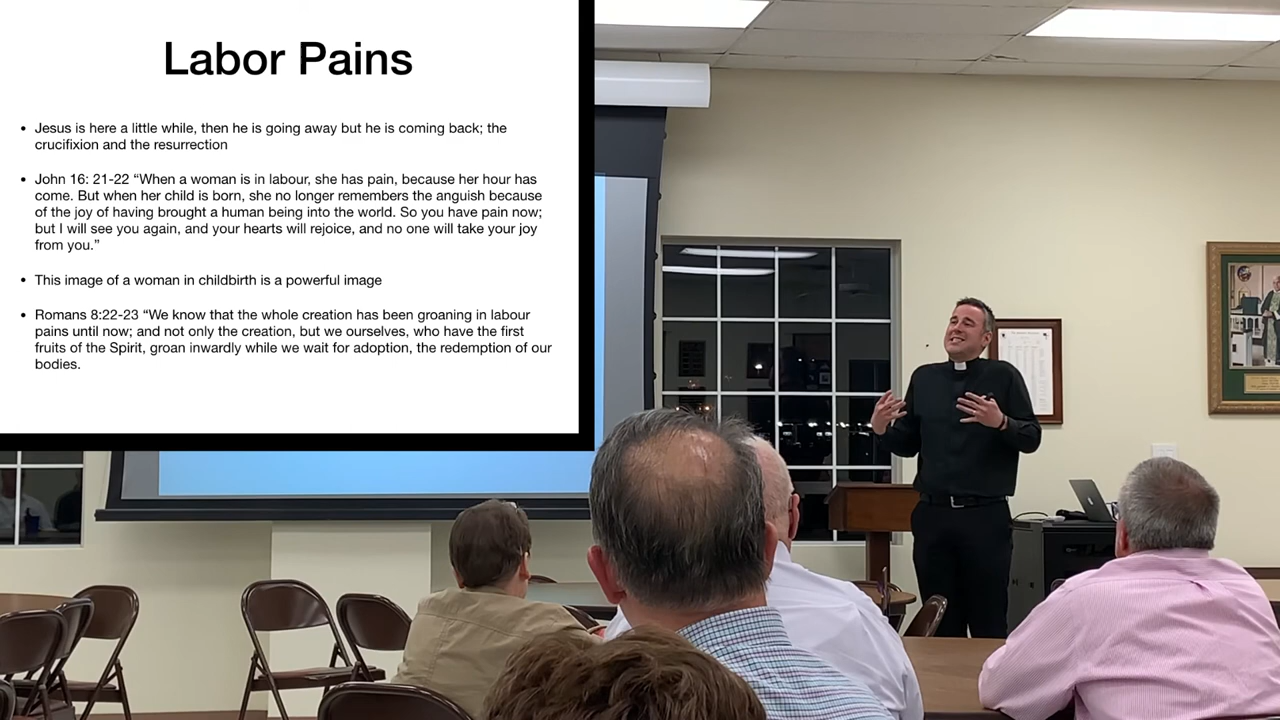 Labor Pains
• Jesus is here a little while, then he is going away but he is coming back; the
crucifixion and the resurrection
• John 16: 21-22 “When a woman is in labour, she has pain, because her hour has
come. But when her child is born, she no longer remembers the anguish because
of the joy of having brought a human being into the world. So you have pain now;
but I will see you again, and your hearts will rejoice, and no one will take your joy
from you.”
• This image of a woman in childbirth is a powerful image
• Romans 8:22-23 “We know that the whole creation has been groaning in labour
pains until now; and not only the creation, but we ourselves, who have the first
fruits of the Spirit, groan inwardly while we wait for adoption, the redemption of our
bodies.